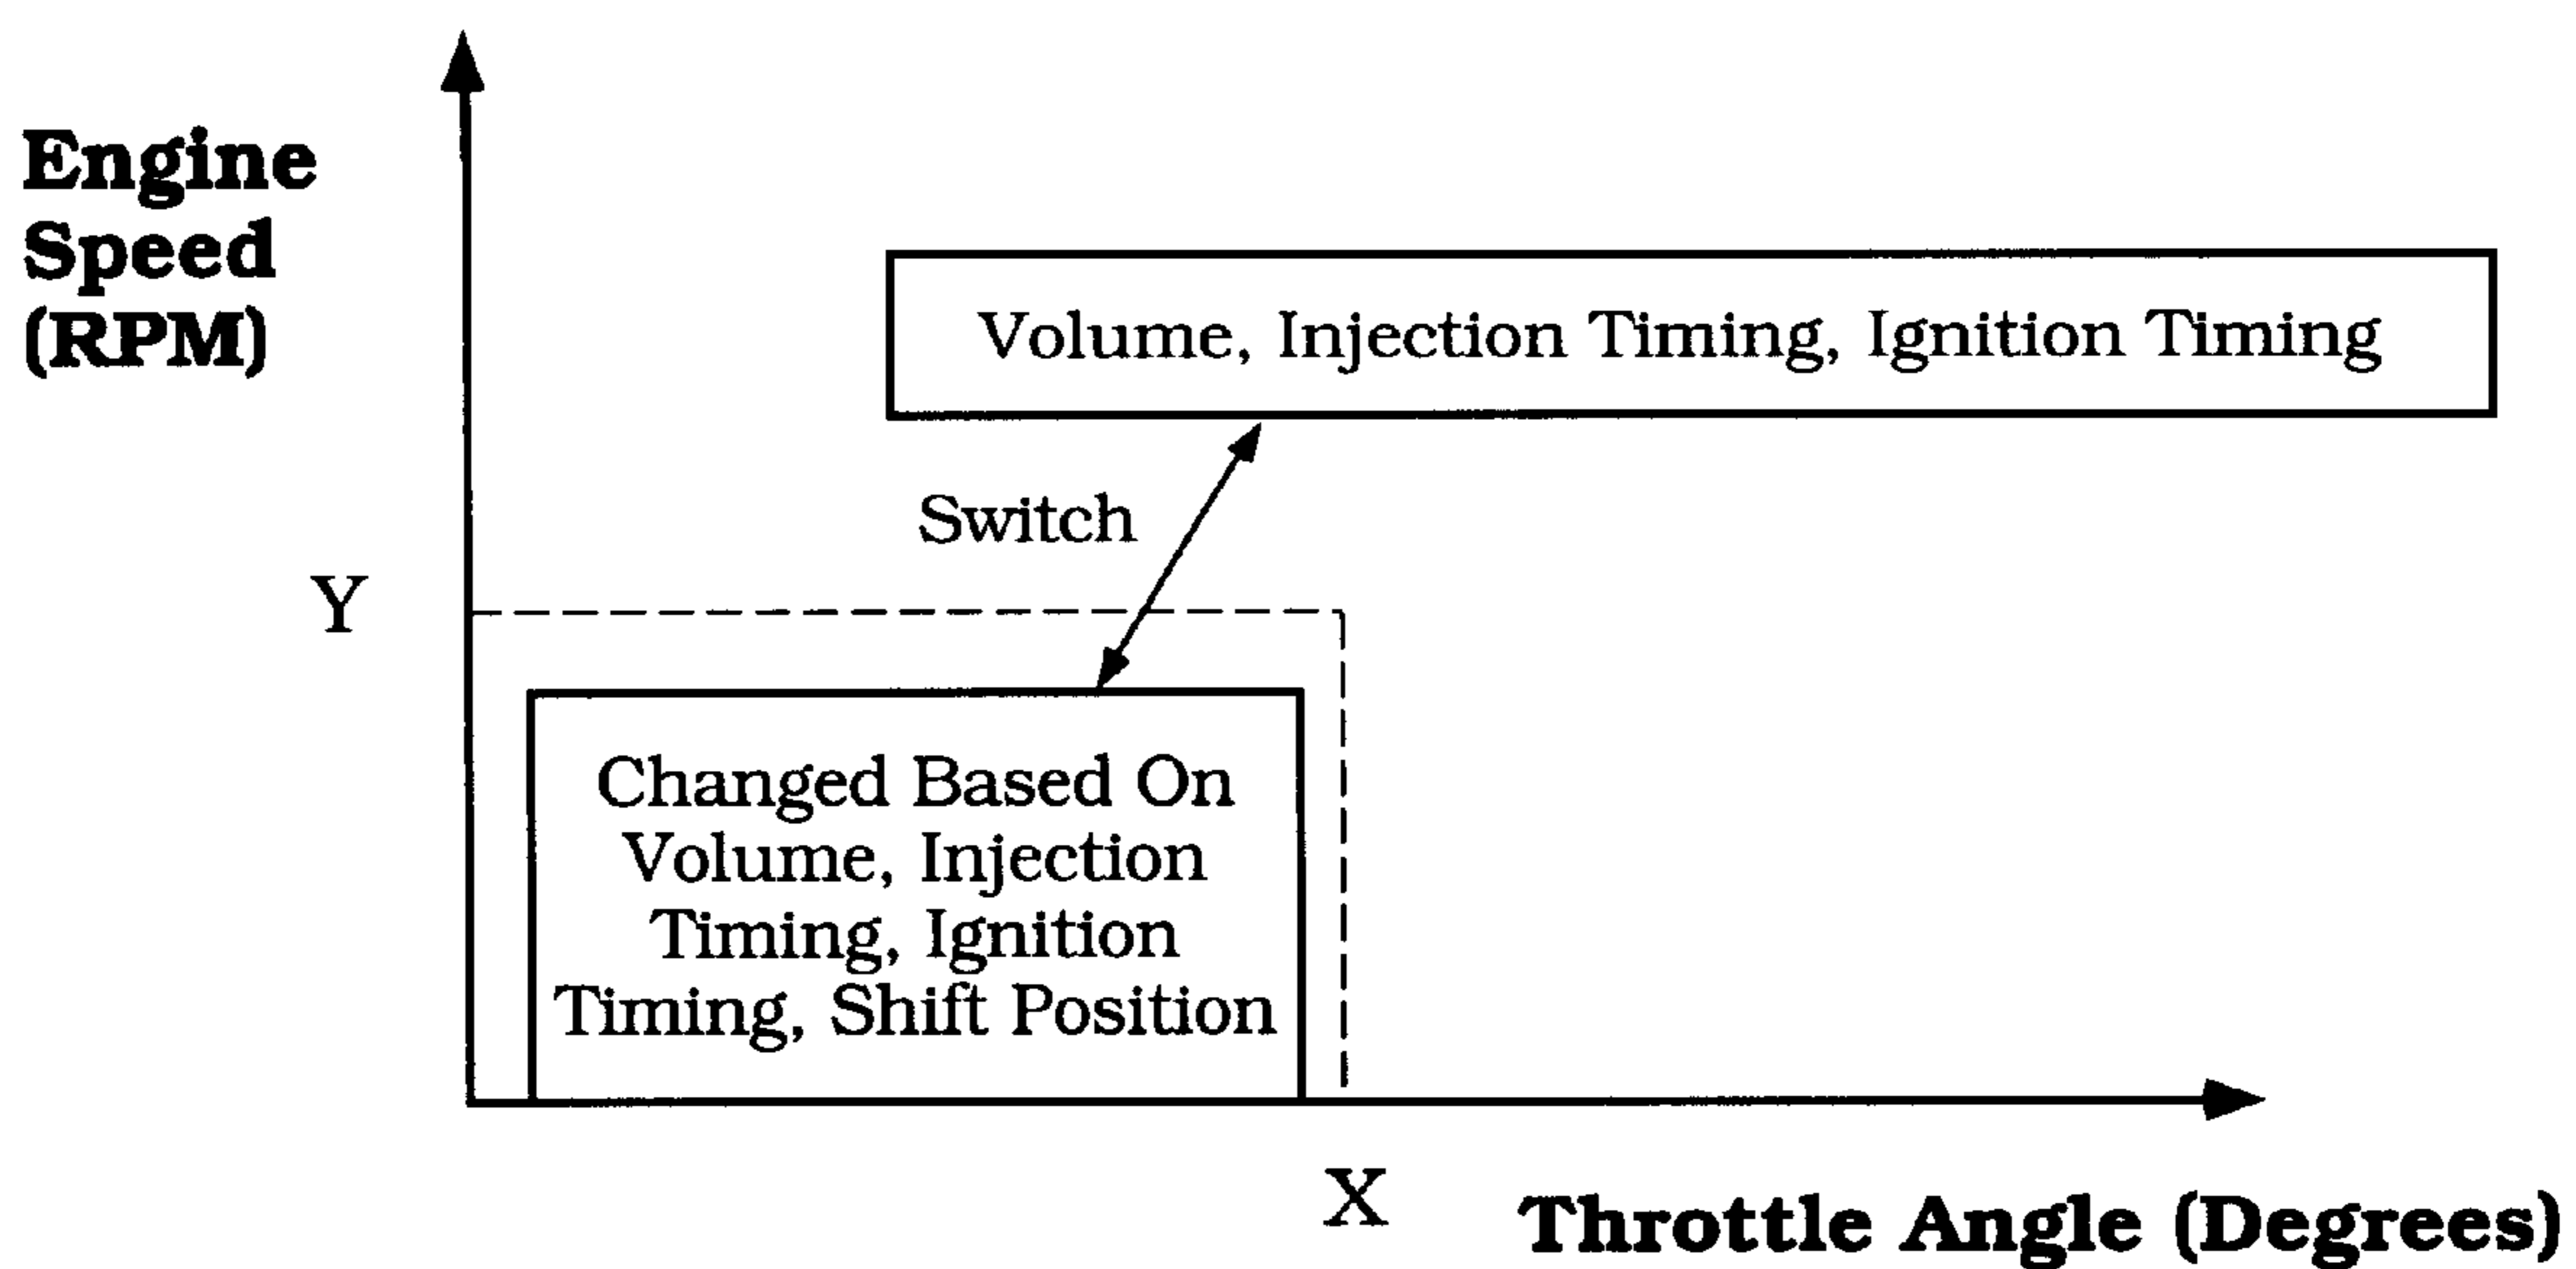 Engine
Speed
(RPM)
Volume, Injection Timing, Ignition Timing
Switch
Y
Changed Based On
Volume, Injection
Timing, Ignition
Timing, Shift Position
X
Throttle Angle (Degrees)